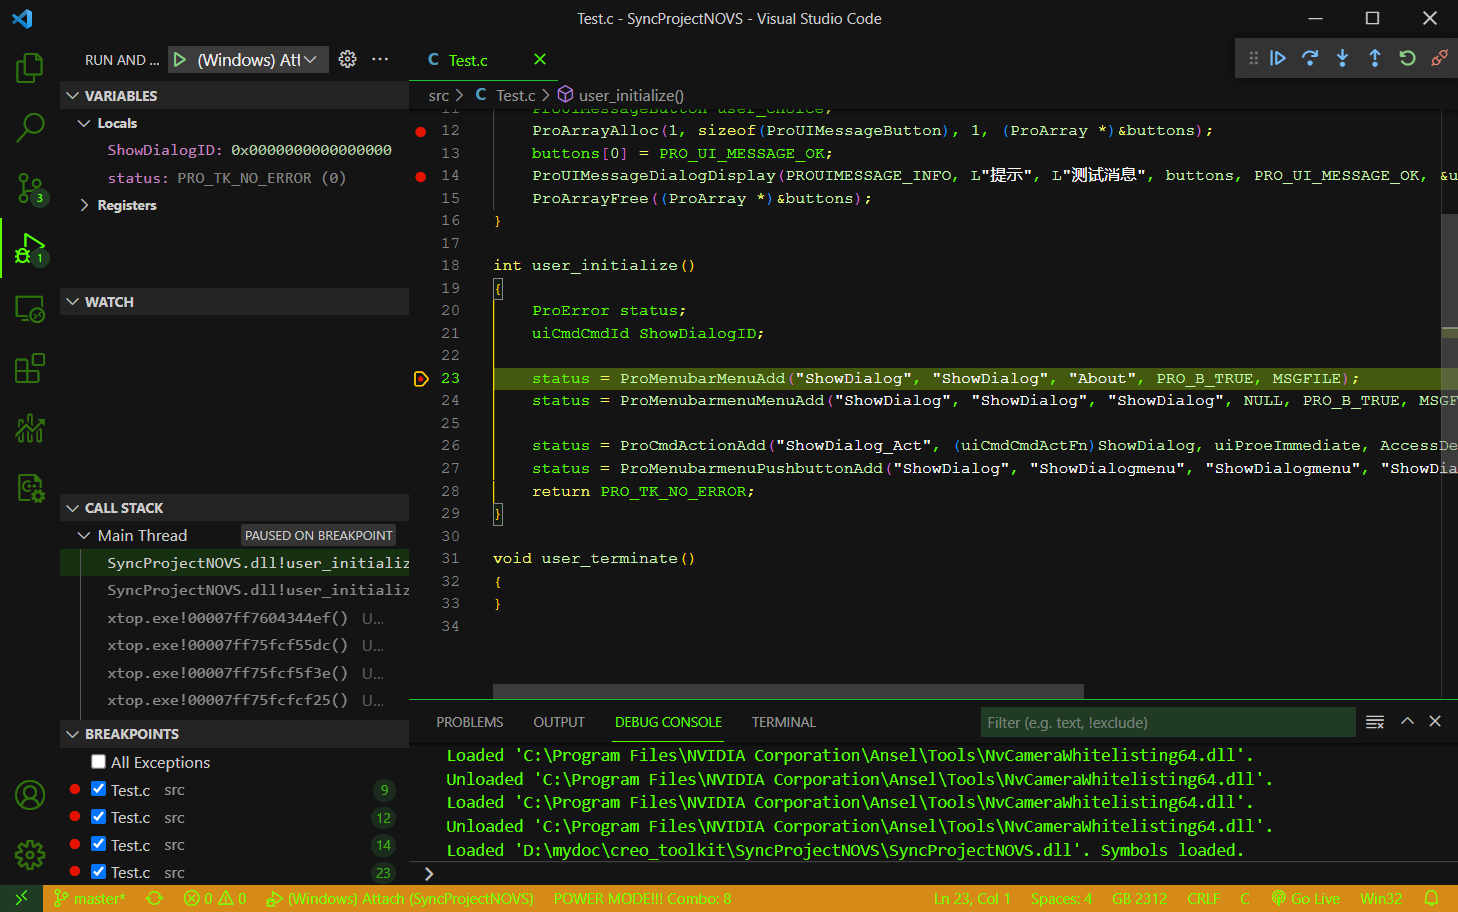 Test.c - SyncProjectNOVS - Visual Studio Code
RUN AND ...
(Windows) Att
Test.c
src > C Test.c > user_initialize()
VARIABLES
Locals
ShowDialogID: 0x0000000000000000
status: PRO_TK_NO_ERROR (0)
Registers
WATCH
CALL STACK
Main Thread
PAUSED ON BREAKPOINT
SyncProjectNOVS.dll!user_initializ
SyncProjectNOVS.dll!user_initializ
xtop.exe!00007ff7604344ef() U...
xtop.exe!00007ff75fcf55dc() U...
xtop.exe!00007ff75fcf5f3e() U...
xtop.exe!00007ff75fcfcf25() U...
BREAKPOINTS
All Exceptions
Test.c src 9
Test.c src 12
Test.c src 14
Test.c src 23
3
1
11 ProUIMessageButton user_choice;
12 ProArrayAlloc(1, sizeof(ProUIMessageButton), 1, (ProArray *)&buttons);
13 buttons[0] = PRO_UI_MESSAGE_OK;
14 ProUIMessageDialogDisplay(PROUIMESSAGE_INFO, L"提示", L"测试消息", buttons, PRO_UI_MESSAGE_OK, &u
15 ProArrayFree((ProArray *)&buttons);
16 }
17
18 int user_initialize()
19 {
20 ProError status;
21 uiCmdCmdId ShowDialogID;
22
23 status = ProMenubarMenuAdd("ShowDialog", "ShowDialog", "About", PRO_B_TRUE, MSGFILE);
24 status = ProMenubarmenuMenuAdd("ShowDialog", "ShowDialog", "ShowDialog", NULL, PRO_B_TRUE, MSGF
25
26 status = ProCmdActionAdd("ShowDialog_Act", (uiCmdCmdActFn)ShowDialog, uiProeImmediate, AccessDe
27 status = ProMenubarmenuPushbuttonAdd("ShowDialog", "ShowDialogmenu", "ShowDialogmenu", "ShowDia
28 return PRO_TK_NO_ERROR;
29 }
30
31 void user_terminate()
32 {
33 }
34
PROBLEMS OUTPUT DEBUG CONSOLE TERMINAL
Filter (e.g. text, !exclude)
Loaded 'C:\Program Files\NVIDIA Corporation\Ansel\Tools\NvCameraWhitelisting64.dll'.
Unloaded 'C:\Program Files\NVIDIA Corporation\Ansel\Tools\NvCameraWhitelisting64.dll'.
Loaded 'C:\Program Files\NVIDIA Corporation\Ansel\Tools\NvCameraWhitelisting64.dll'.
Unloaded 'C:\Program Files\NVIDIA Corporation\Ansel\Tools\NvCameraWhitelisting64.dll'.
Loaded 'D:\mydoc\creo_toolkit\SyncProjectNOVS\SyncProjectNOVS.dll'. Symbols loaded.
master* 0 0 (Windows) Attach (SyncProjectNOVS) POWER MODE!!! Combo: 8 Ln 23, Col 1 Spaces: 4 GB 2312 CRLF C Go Live Win32